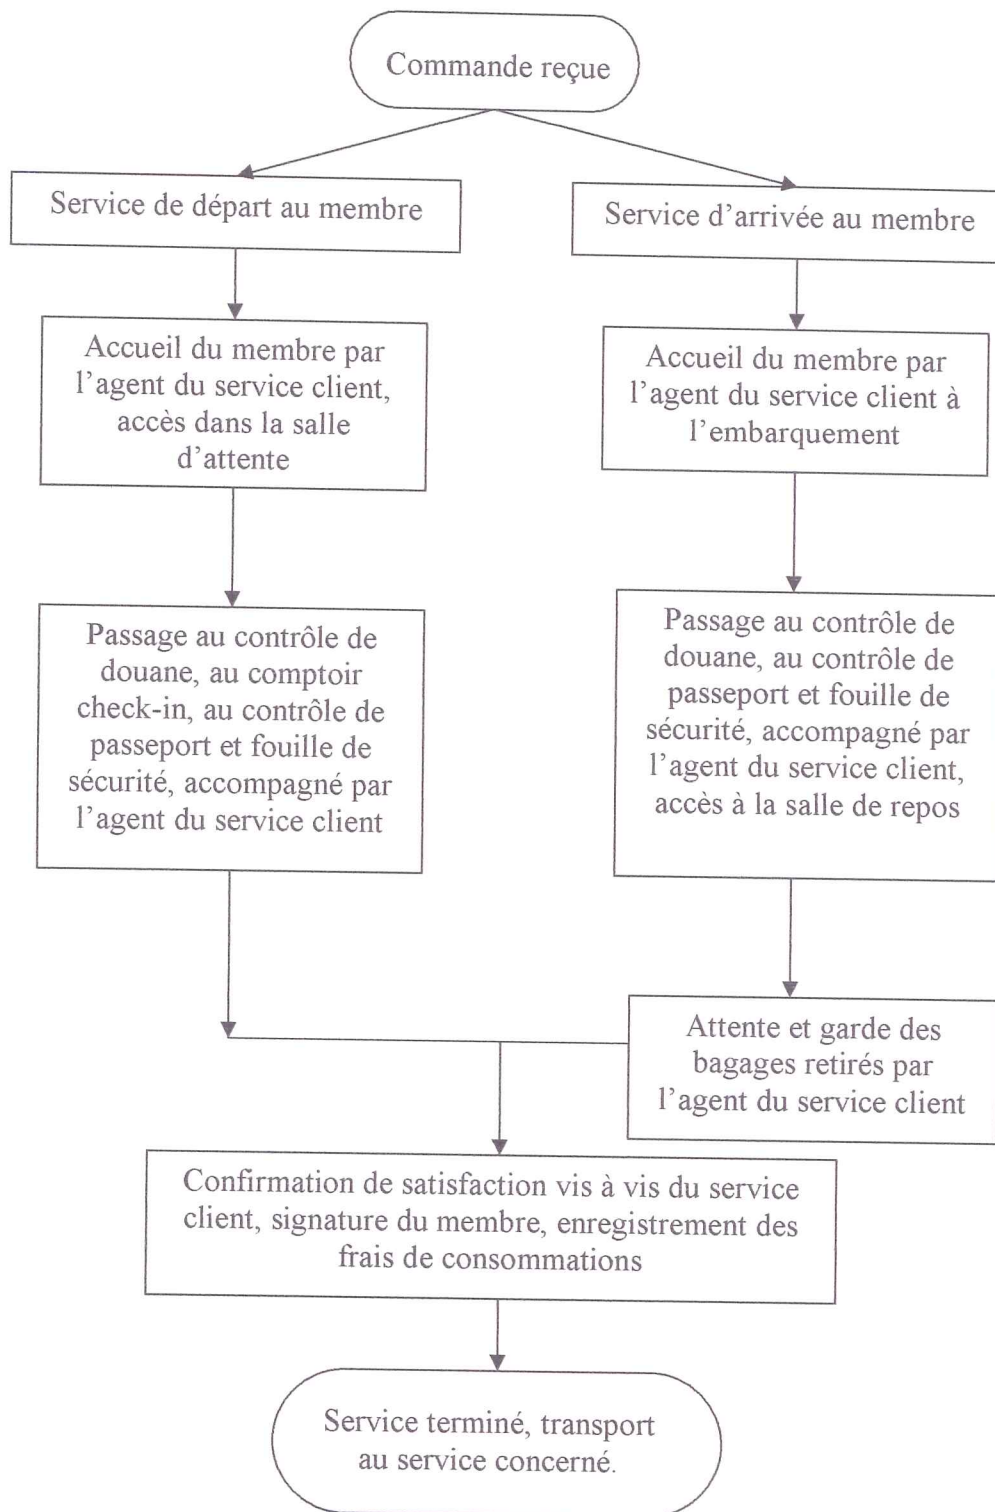 Commande reçue
Service de départ au membre
Service d'arrivée au membre
Accueil du membre par
l'agent du service client,
accès dans la salle
d'attente
Accueil du membre par
l'agent du service client à
l'embarquement
Passage au contrôle de
douane, au comptoir
check-in, au contrôle de
passeport et fouille de
sécurité, accompagné par
l'agent du service client
Passage au contrôle de
douane, au contrôle de
passeport et fouille de
sécurité, accompagné par
l'agent du service client,
accès à la salle de repos
Attente et garde des
bagages retirés par
l'agent du service client
Confirmation de satisfaction vis à vis du service
client, signature du membre, enregistrement des
frais de consommations
Service terminé, transport
au service concerné.